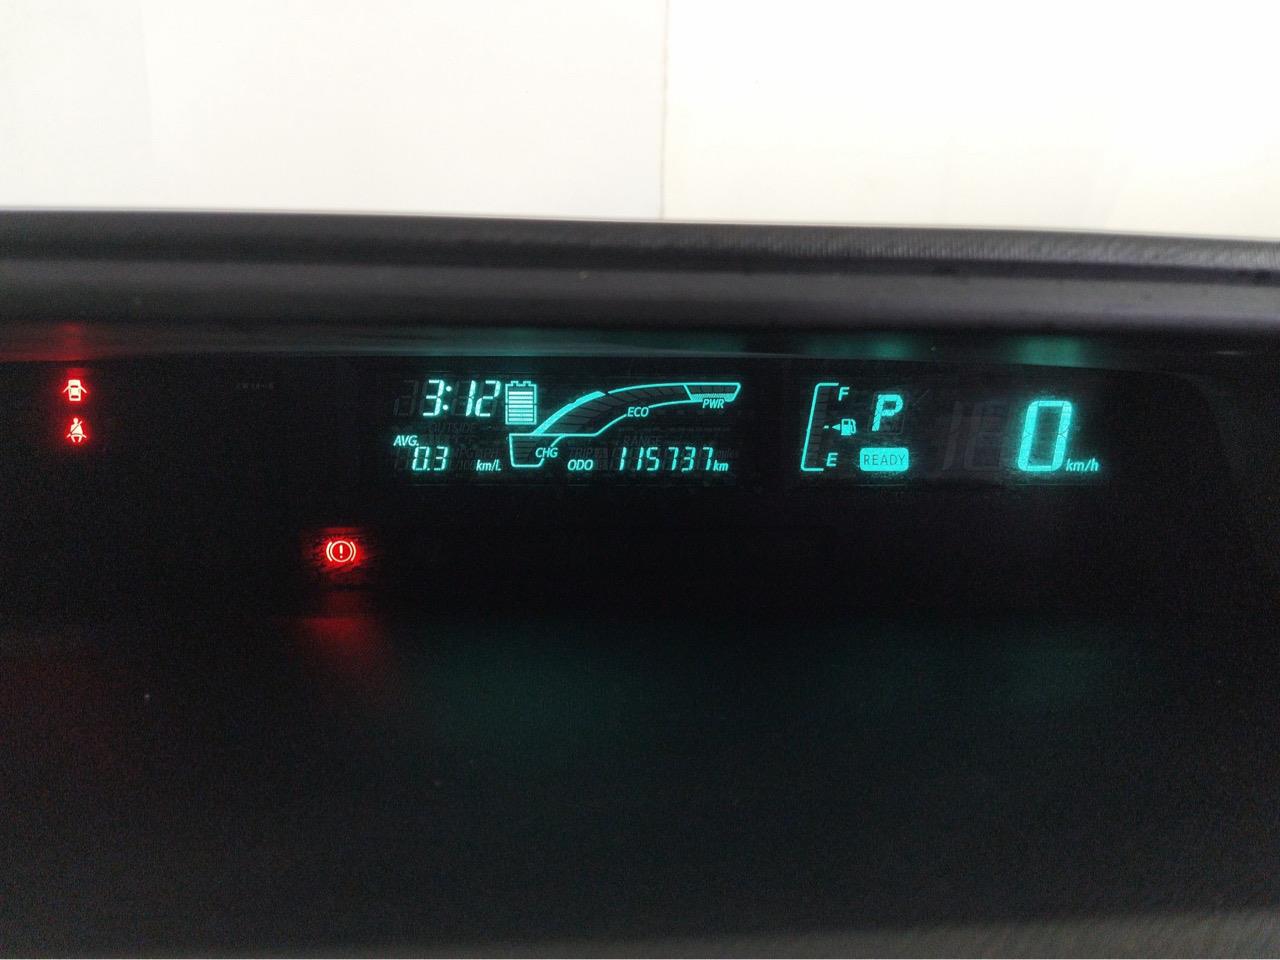 3:12
ECO
PWR
AVG.
0.3 km/L
CHG
ODO 115737 km
F
E
P
READY
0 km/h